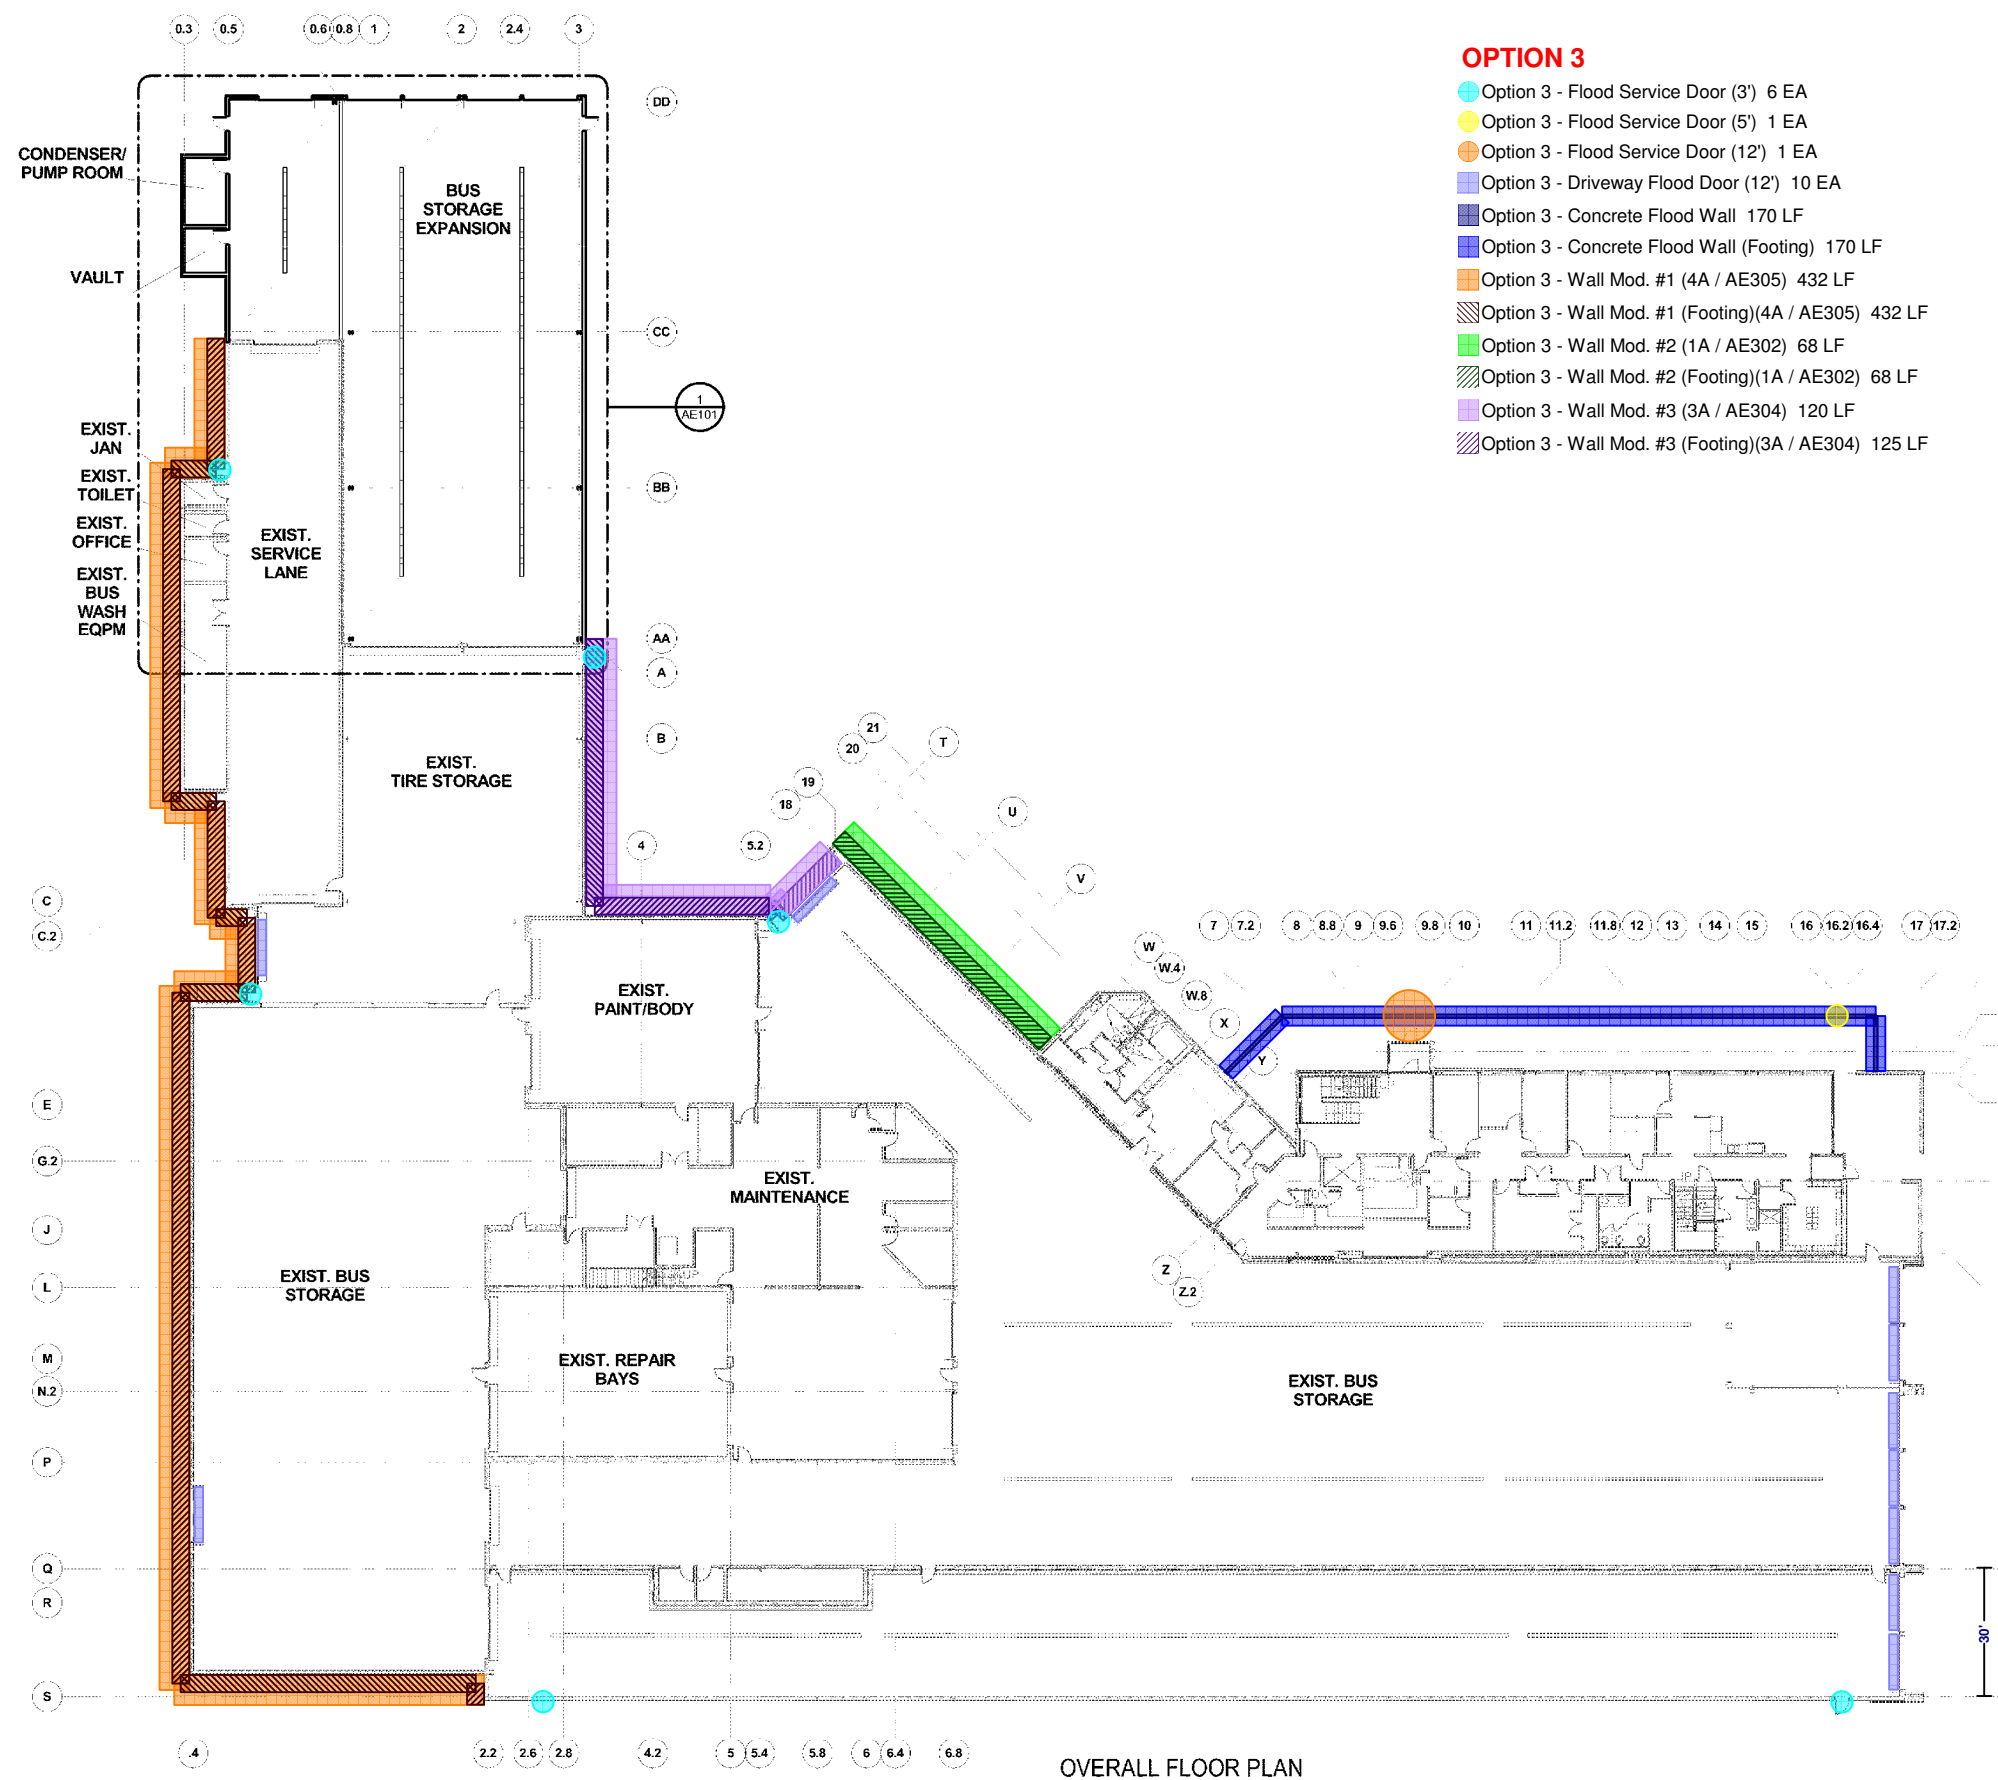 0.3 0.5 0.6 0.8 1 2 2.4 3
OPTION 3
Option 3 - Flood Service Door (3') 6 EA
Option 3 - Flood Service Door (5') 1 EA
Option 3 - Flood Service Door (12') 1 EA
Option 3 - Driveway Flood Door (12') 10 EA
Option 3 - Concrete Flood Wall 170 LF
Option 3 - Concrete Flood Wall (Footing) 170 LF
Option 3 - Wall Mod. #1 (4A / AE305) 432 LF
Option 3 - Wall Mod. #1 (Footing)(4A / AE305) 432 LF
Option 3 - Wall Mod. #2 (1A / AE302) 68 LF
Option 3 - Wall Mod. #2 (Footing)(1A / AE302) 68 LF
Option 3 - Wall Mod. #3 (3A / AE304) 120 LF
Option 3 - Wall Mod. #3 (Footing)(3A / AE304) 125 LF
DD
CONDENSER/
PUMP ROOM
BUS
STORAGE
EXPANSION
VAULT
CC
1
AE101
EXIST.
JAN
EXIST.
TOILET
BB
EXIST.
OFFICE
EXIST.
SERVICE
LANE
EXIST.
BUS
WASH
EQPM
AA
A
B
EXIST.
TIRE STORAGE
21
20
T
19
18
U
4
5.2
V
C
C.2
7 7.2 8 8.8 9 9.6 9.8 10 11 11.2 11.8 12 13 14 15 16 16.2 16.4 17 17.2
W
W.4
W.8
X
Y
EXIST.
PAINT/BODY
E
G.2
EXIST.
MAINTENANCE
J
Z
Z.2
L
EXIST. BUS
STORAGE
M
N.2
EXIST. REPAIR
BAYS
EXIST. BUS
STORAGE
P
Q
R
30'
S
.4 2.2 2.6 2.8 4.2 5 5.4 5.8 6 6.4 6.8
OVERALL FLOOR PLAN